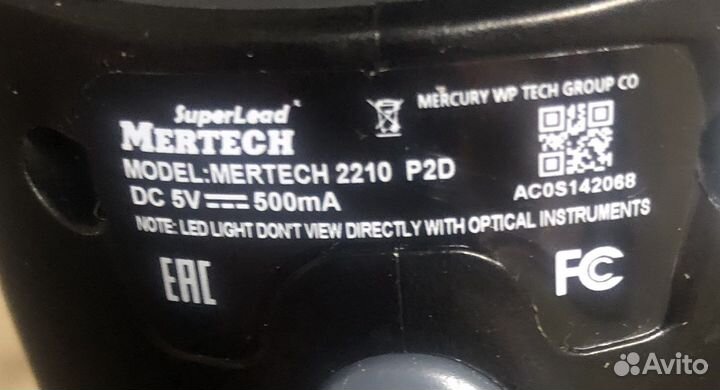 SuperLead
MERTECH
MERCURY WP TECH GROUP CO
MODEL:MERTECH 2210 P2D
AC0S142068
DC 5V 500mA
NOTE: LED LIGHT DON'T VIEW DIRECTLY WITH OPTICAL INSTRUMENTS
EAC
FC
Avito